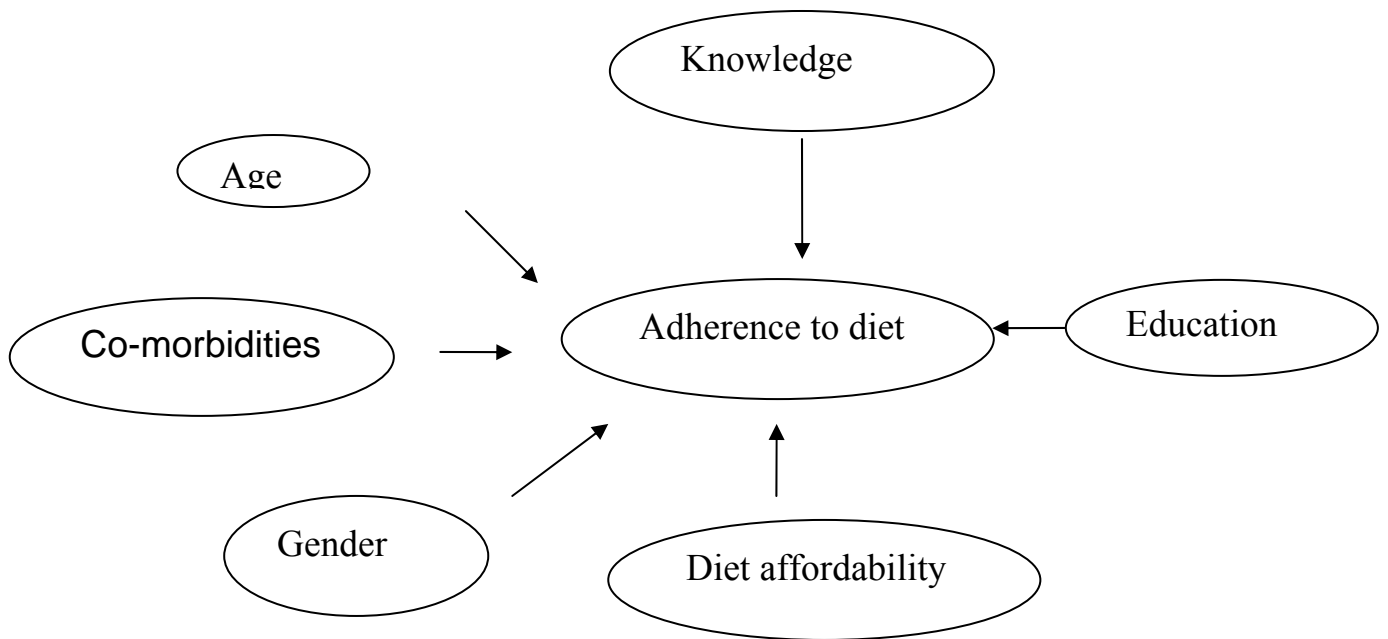 Knowledge
Age
Adherence to diet
Education
Co-morbidities
Gender
Diet affordability